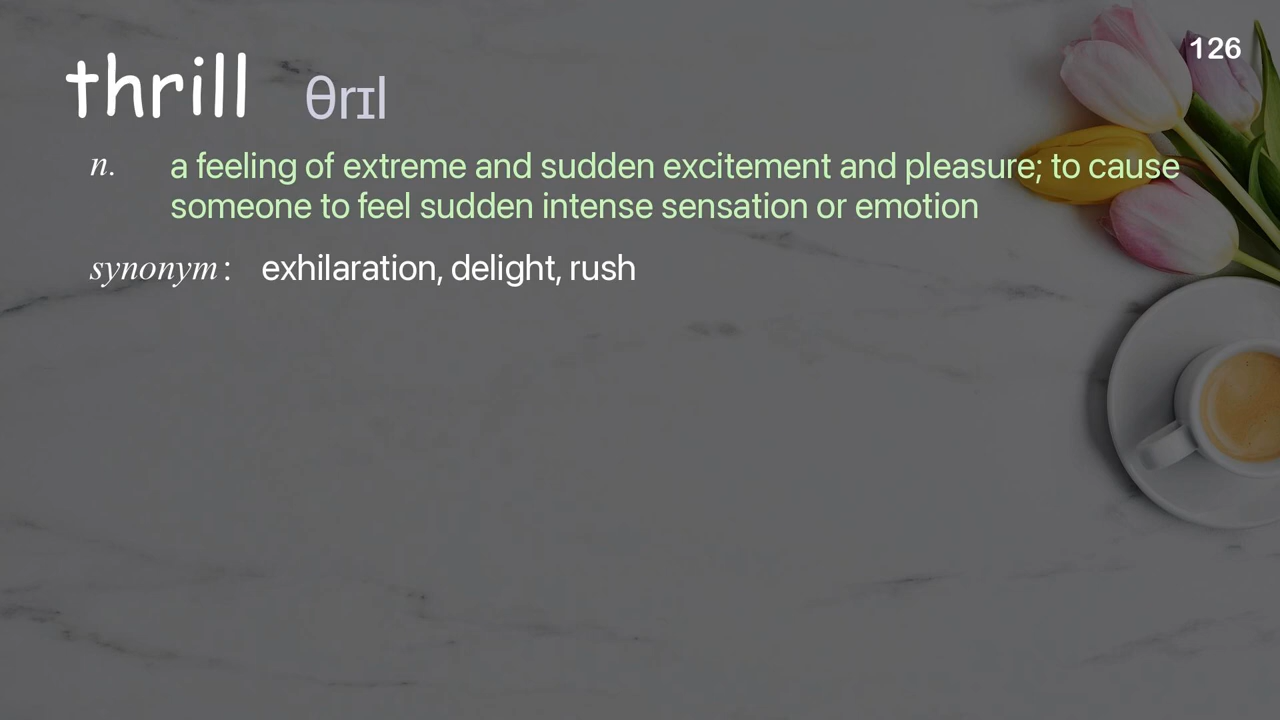 126
thrill θrɪl
n. a feeling of extreme and sudden excitement and pleasure; to cause
someone to feel sudden intense sensation or emotion
synonym: exhilaration, delight, rush